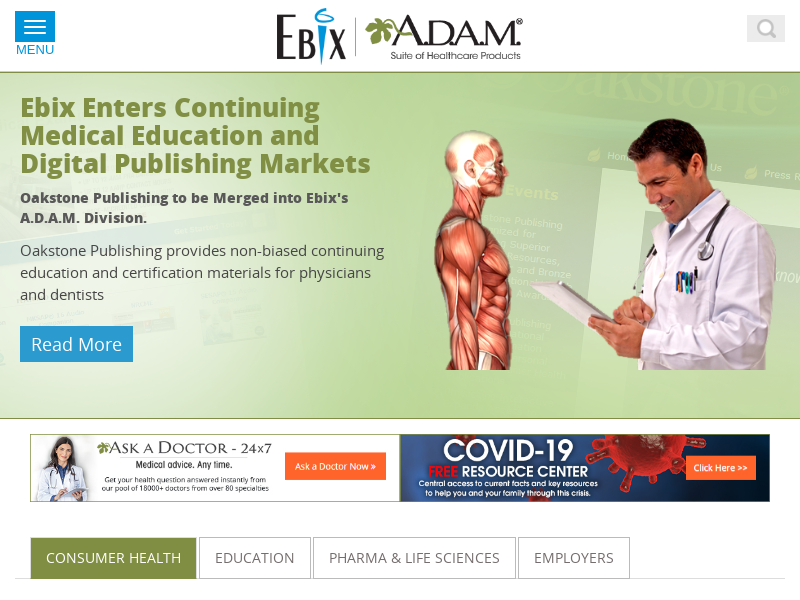 MENU
EBIX
A.D.A.M.®
Suite of Healthcare Products
Oakstone
Ebix Enters Continuing
Medical Education and
Digital Publishing Markets
Oakstone Publishing to be Merged into Ebix's
A.D.A.M. Division.
Oakstone Publishing provides non-biased continuing
education and certification materials for physicians
and dentists
Read More
Home
Us
Press R
Events
ASK A DOCTOR - 24x7
Medical advice. Any time.
Get your health question answered instantly from
our pool of 18000+ doctors from over 80 specialties
Ask a Doctor Now »
COVID-19
FREE RESOURCE CENTER
Central access to current facts and key resources
to help you and your family through this crisis.
Click Here >>
CONSUMER HEALTH
EDUCATION
PHARMA & LIFE SCIENCES
EMPLOYERS